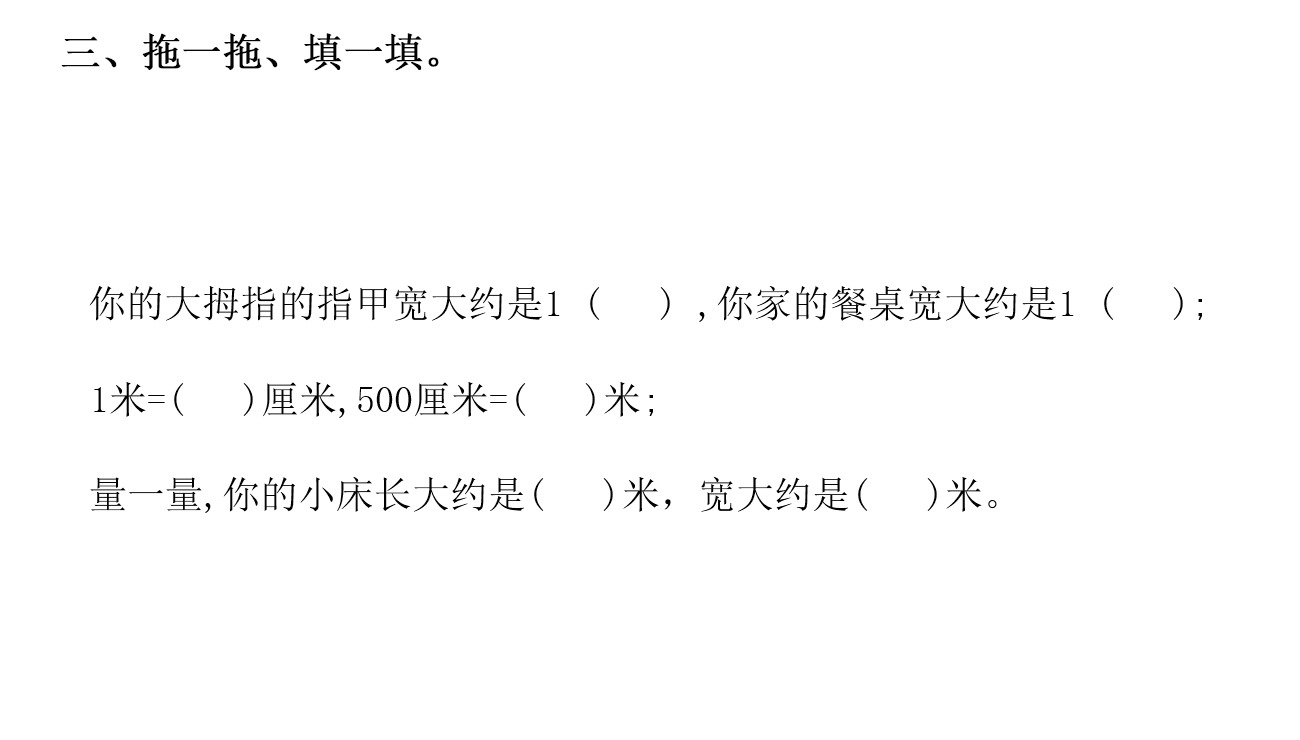 三、拖一拖、填一填。
你的大拇指的指甲宽大约是1（  ）,你家的餐桌宽大约是1（  );
1米=(  )厘米,500厘米=(  )米;
量一量,你的小床长大约是(  )米，宽大约是(  )米。